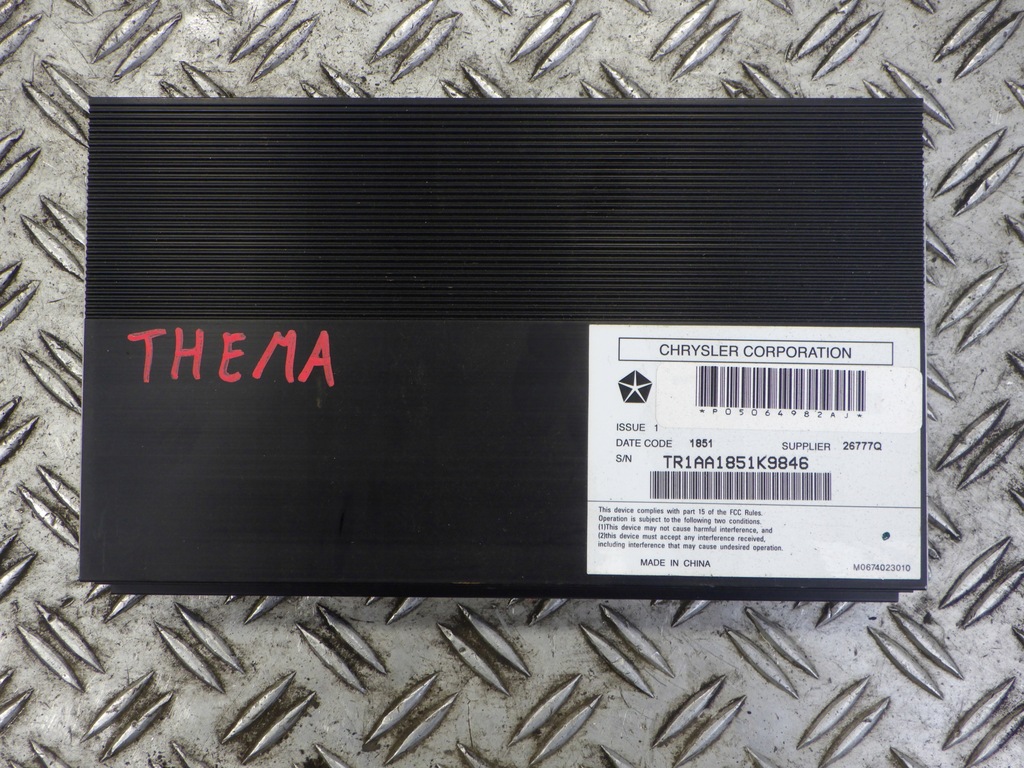 THEMA
CHRYSLER CORPORATION
*P05064982AJ*
ISSUE 1
DATE CODE 1851 SUPPLIER 26777Q
S/N TR1AA1851K9846
This device complies with part 15 of the FCC Rules.
Operation is subject to the following two conditions.
(1)This device may not cause harmful interference, and
(2)this device must accept any interference received,
including interference that may cause undesired operation.
MADE IN CHINA
M0674023010